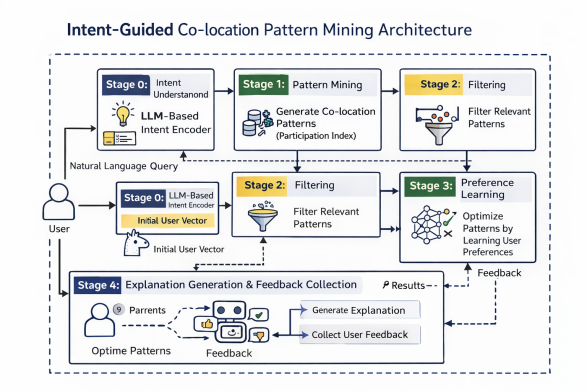 Intent-Guided Co-location Pattern Mining Architecture
Stage 0: Intent
Understanond
LLM-Based
Intent Encoder
Stage 1: Pattern Mining
Generate Co-location
Patterns
(Participation Index)
Stage 2: Filtering
Filter Relevant
Patterns
Natural Language Query
User
Stage 0: LLM-Based
Intent Encoder
Initial User Vector
Initial User Vector
Stage 2: Filtering
Filter Relevant
Patterns
Stage 3: Preference
Learning
Optimize
Patterns by
Learning User
Preferences
Feedback
Stage 4: Explanation Generation & Feedback Collection
Results
9 Parrents
Optime Patterns
Feedback
Generate Explanation
Collect User Feedback